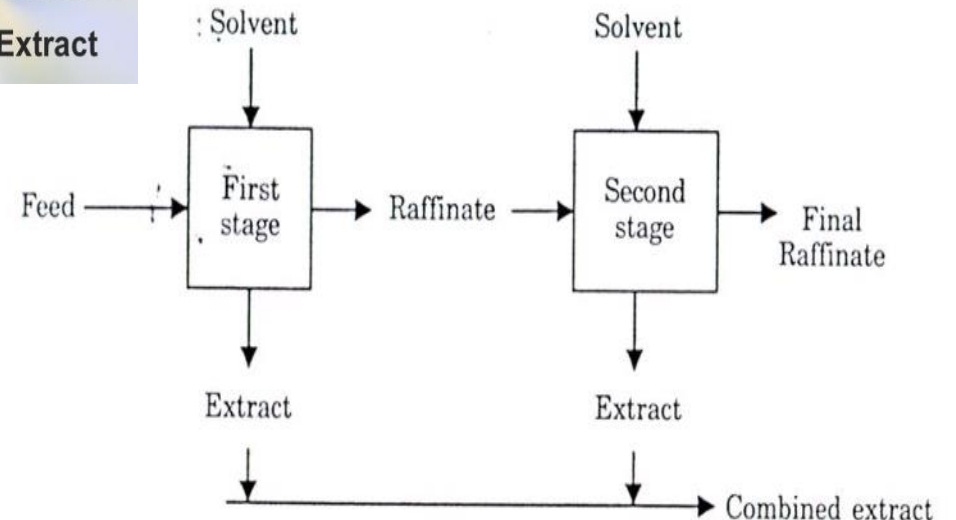 Extract
: Solvent
Solvent
Feed
First
stage
Raffinate
Second
stage
Final
Raffinate
Extract
Extract
Combined extract